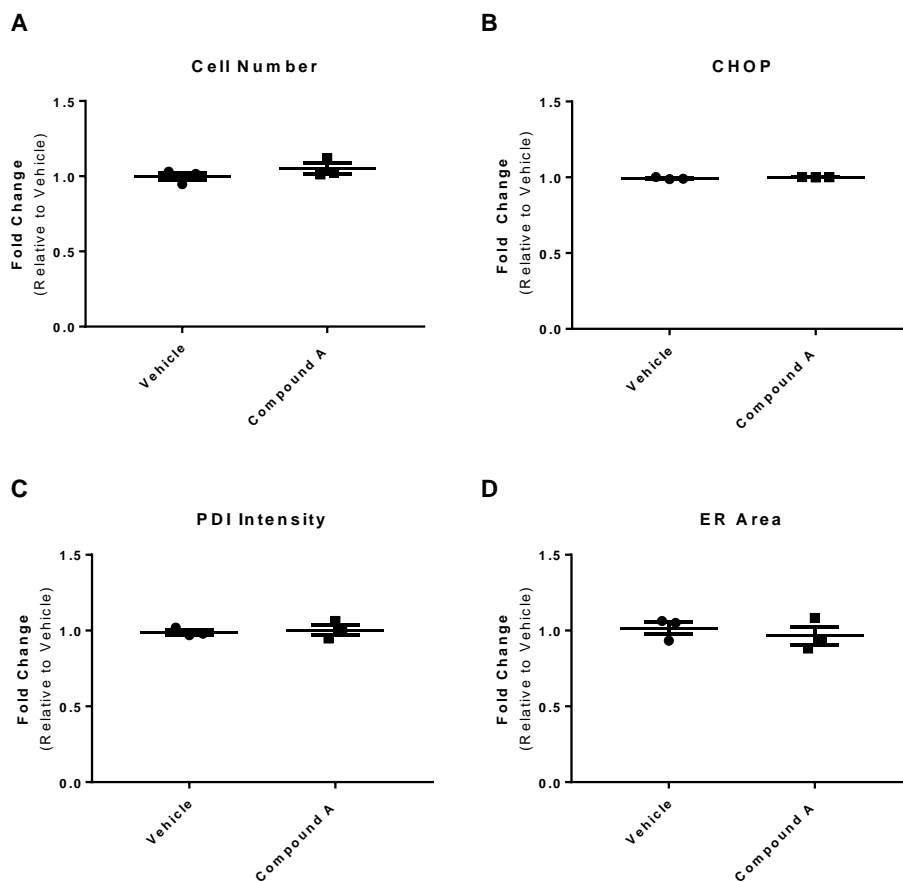 A
Cell Number
Fold Change
(Relative to Vehicle)
1.5
1.0
0.5
0.0
Vehicle
Compound A
B
CHOP
Fold Change
(Relative to Vehicle)
1.5
1.0
0.5
0.0
Vehicle
Compound A
C
PDI Intensity
Fold Change
(Relative to Vehicle)
1.5
1.0
0.5
0.0
Vehicle
Compound A
D
ER Area
Fold Change
(Relative to Vehicle)
1.5
1.0
0.5
0.0
Vehicle
Compound A